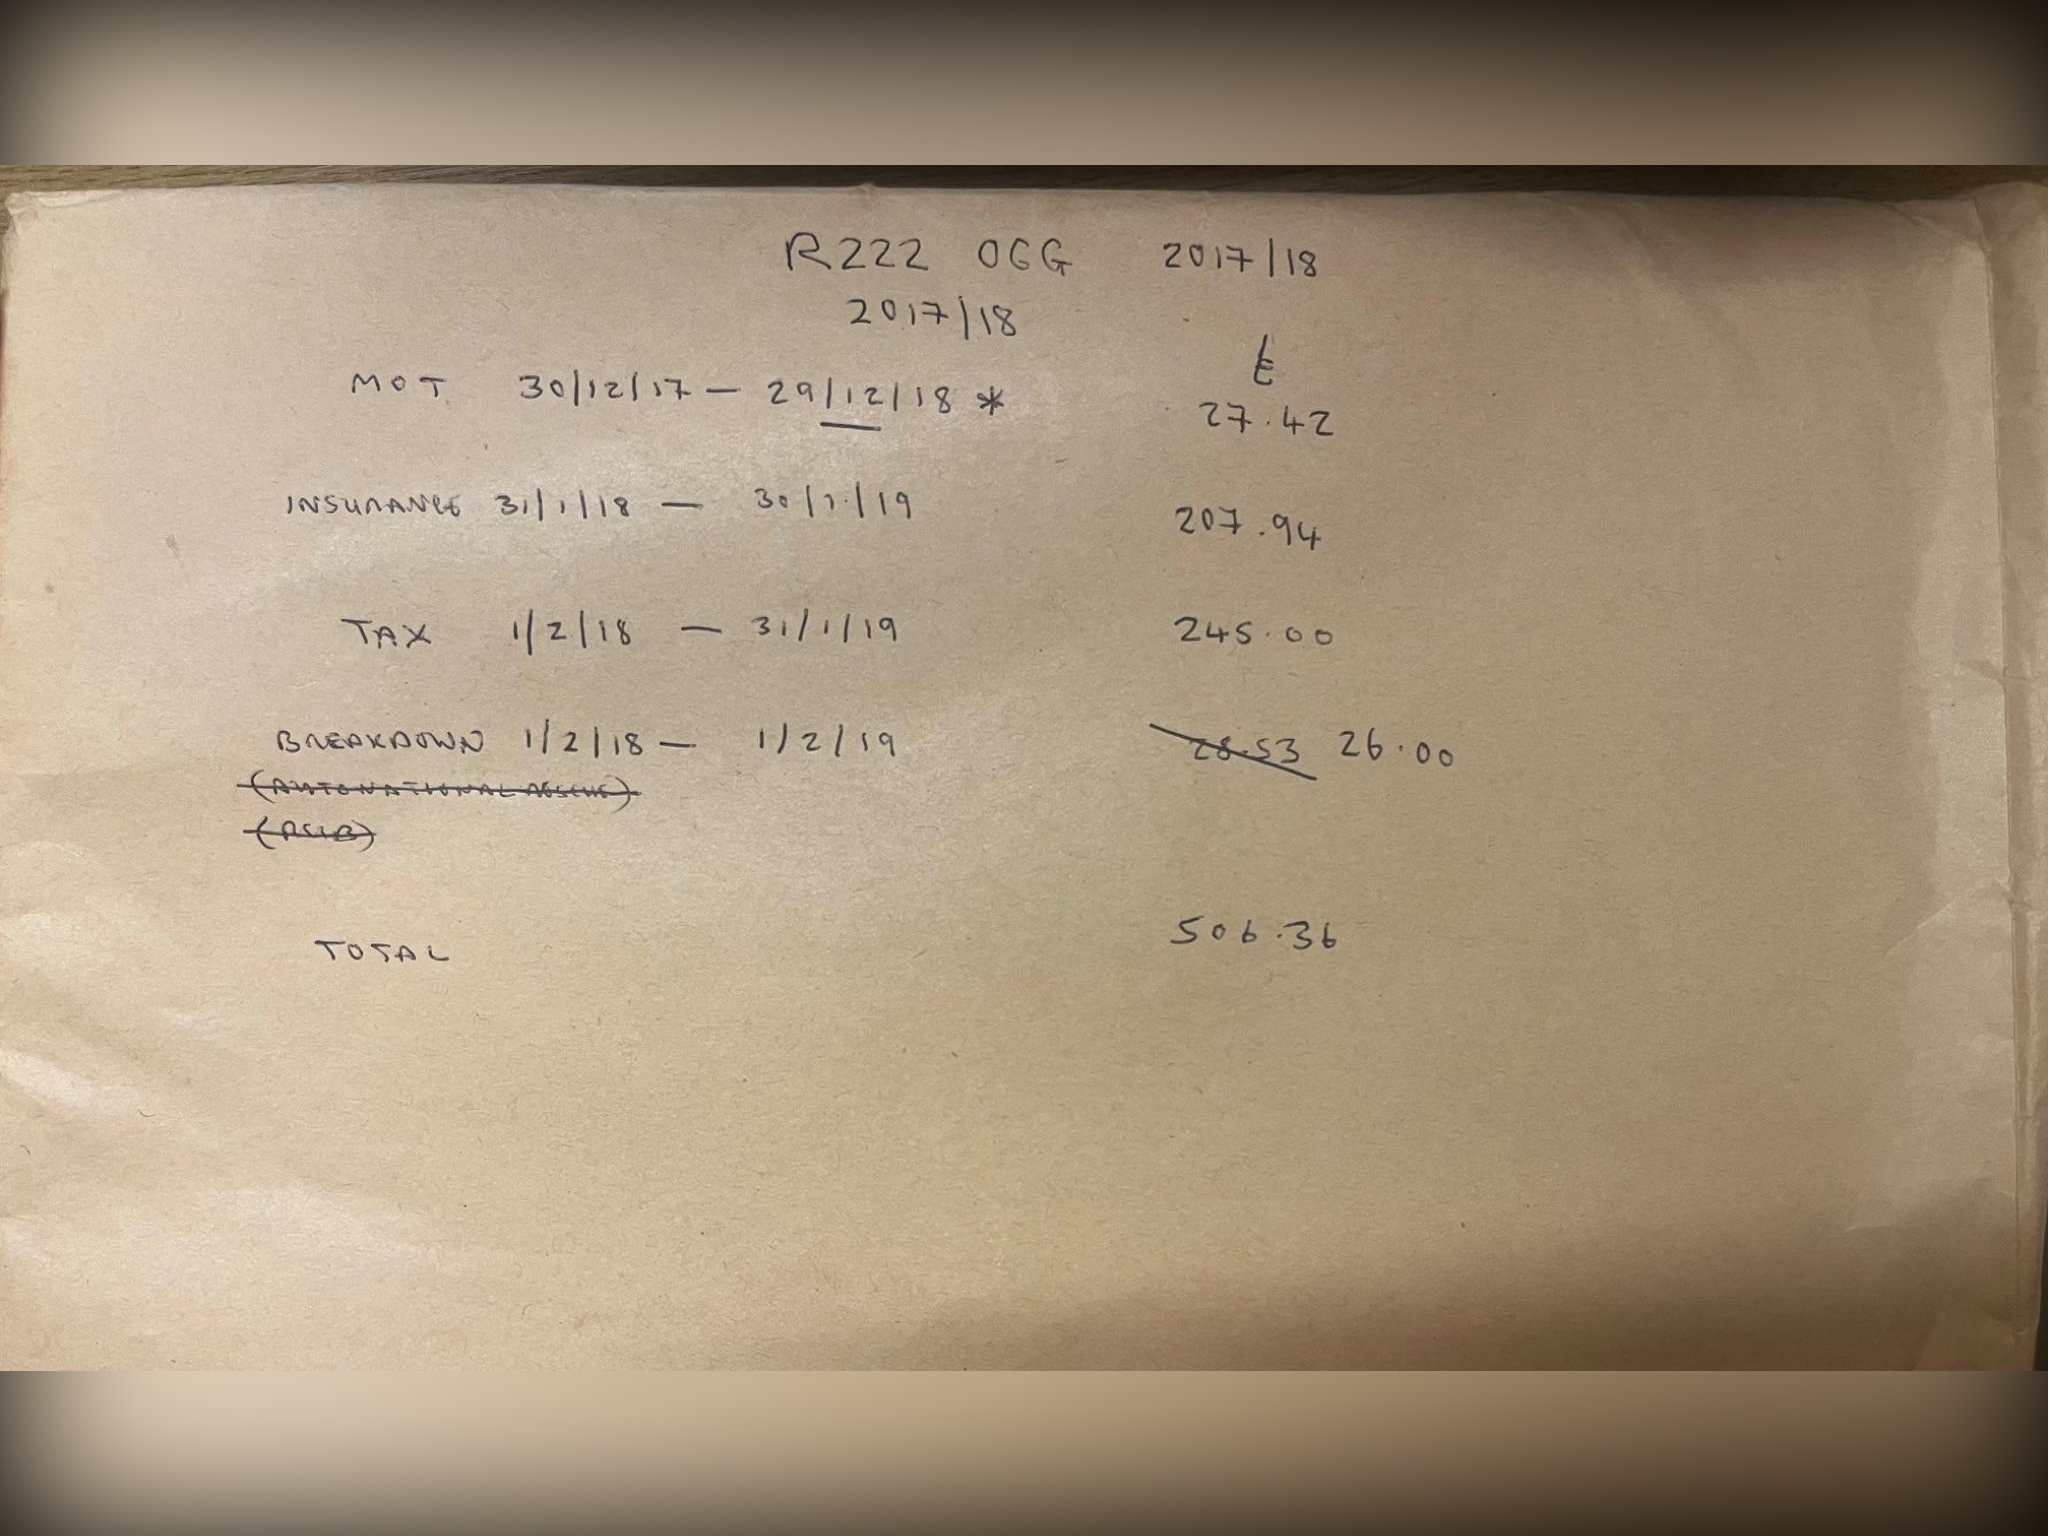 R222 OGG 2017/18
2017/18
£
MOT 30/12/17 – 29/12/18 * 27.42
INSURANCE 31/1/18 – 30/1/19 207.94
TAX 1/2/18 – 31/1/19 245.00
BREAKDOWN 1/2/18 – 1/2/19 28.53 26.00
(AUTONATIONAL RESCUE)
TOTAL 506.36